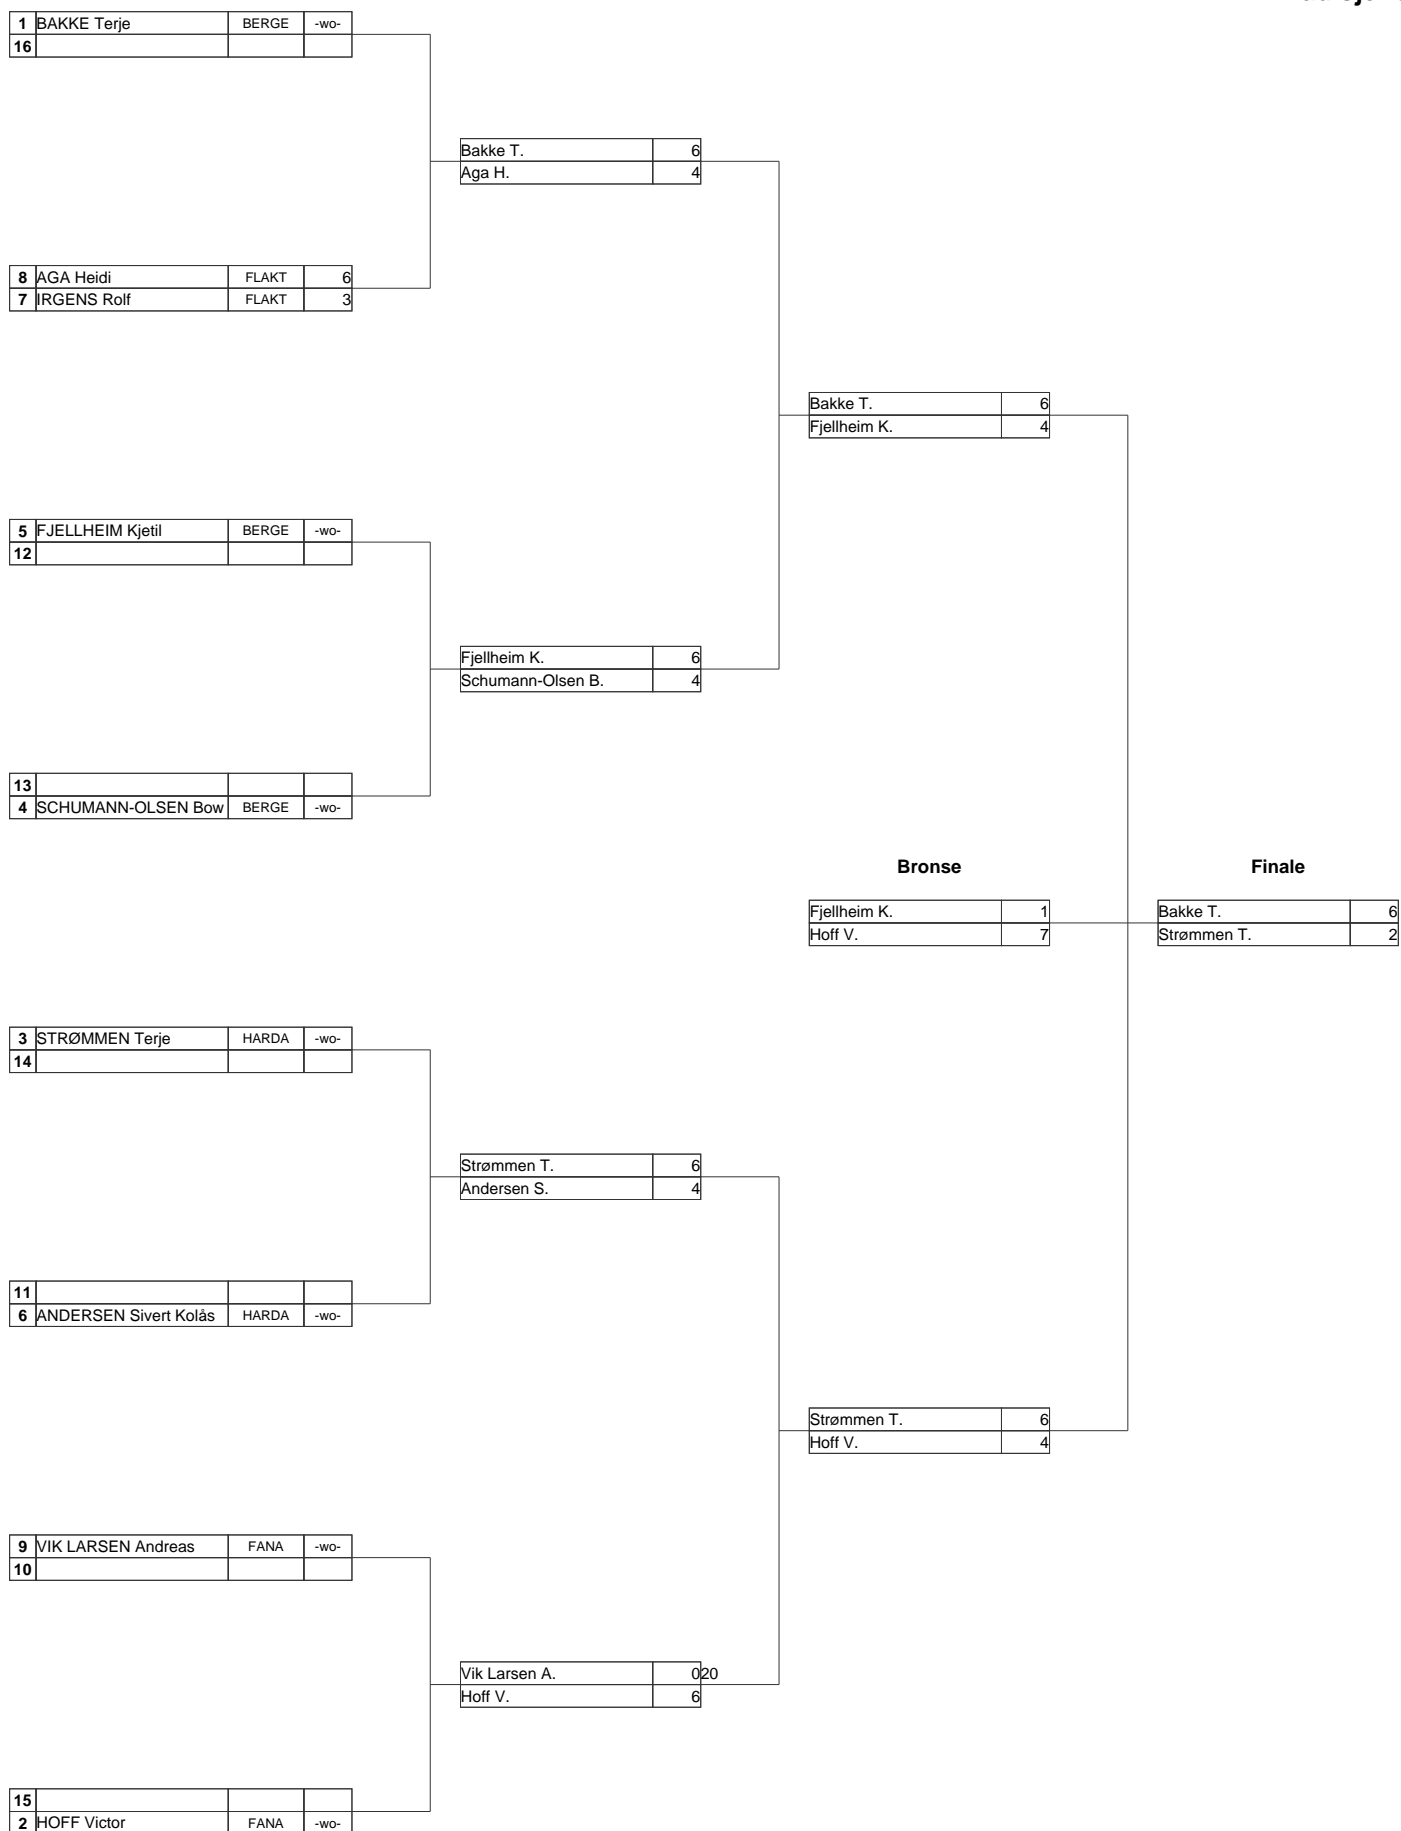 1 BAKKE Terje BERGE -wo-
16
Bakke T. 6
Aga H. 4
8 AGA Heidi FLAKT 6
7 IRGENS Rolf FLAKT 3
Bakke T. 6
Fjellheim K. 4
5 FJELLHEIM Kjetil BERGE -wo-
12
Fjellheim K. 6
Schumann-Olsen B. 4
13
4 SCHUMANN-OLSEN Bow BERGE -wo-
Bronse Finale
Fjellheim K. 1 Bakke T. 6
Hoff V. 7 Strømmen T. 2
3 STRØMMEN Terje HARDA -wo-
14
Strømmen T. 6
Andersen S. 4
11
6 ANDERSEN Sivert Kolås HARDA -wo-
Strømmen T. 6
Hoff V. 4
9 VIK LARSEN Andreas FANA -wo-
10
Vik Larsen A. 020
Hoff V. 6
15
2 HOFF Victor FANA -wo-